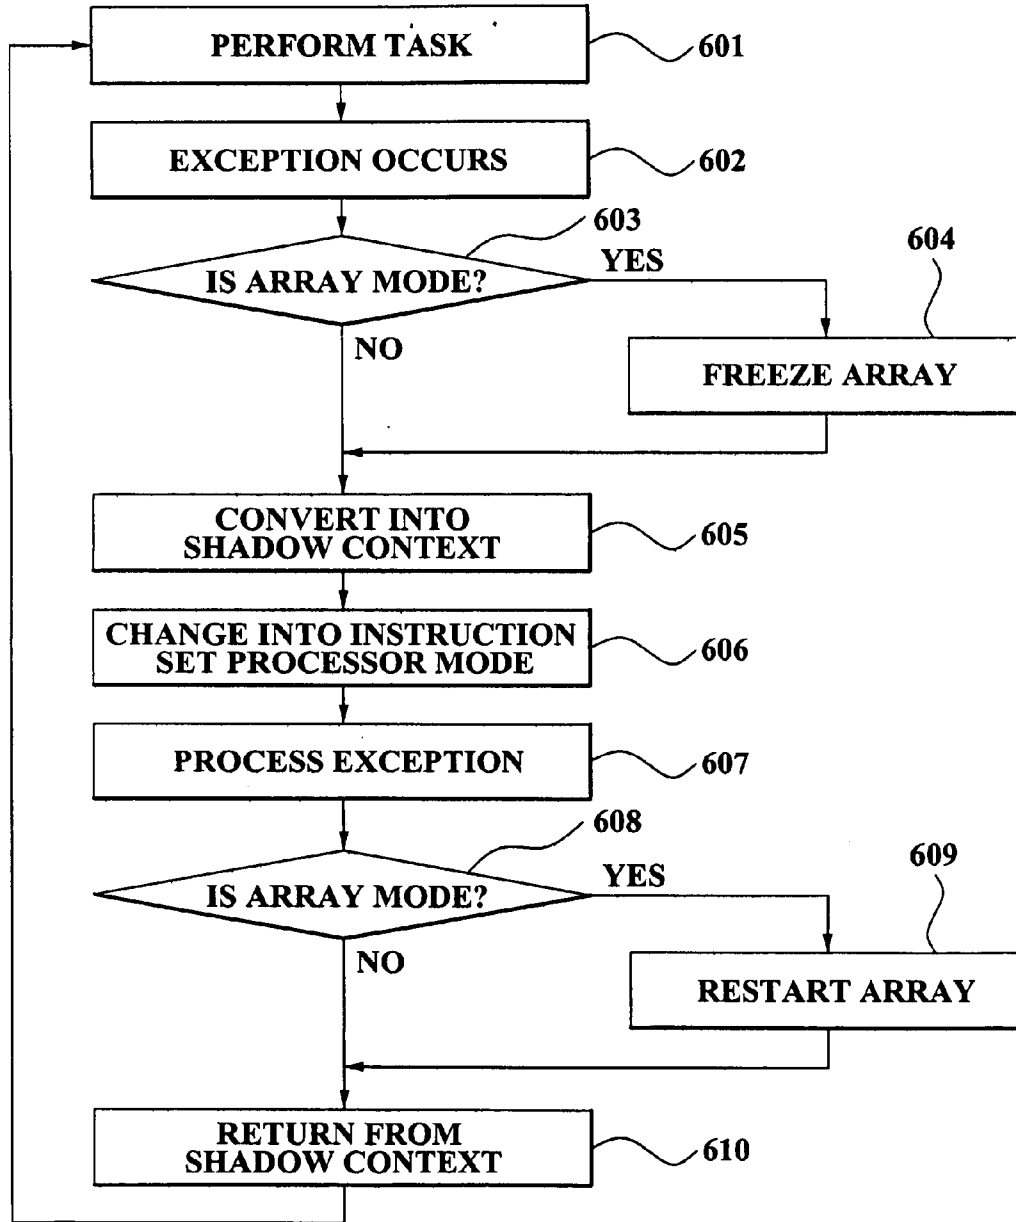 PERFORM TASK
601
EXCEPTION OCCURS
602
603
IS ARRAY MODE?
YES
604
NO
FREEZE ARRAY
CONVERT INTO
SHADOW CONTEXT
605
CHANGE INTO INSTRUCTION
SET PROCESSOR MODE
606
PROCESS EXCEPTION
607
608
IS ARRAY MODE?
YES
609
NO
RESTART ARRAY
RETURN FROM
SHADOW CONTEXT
610